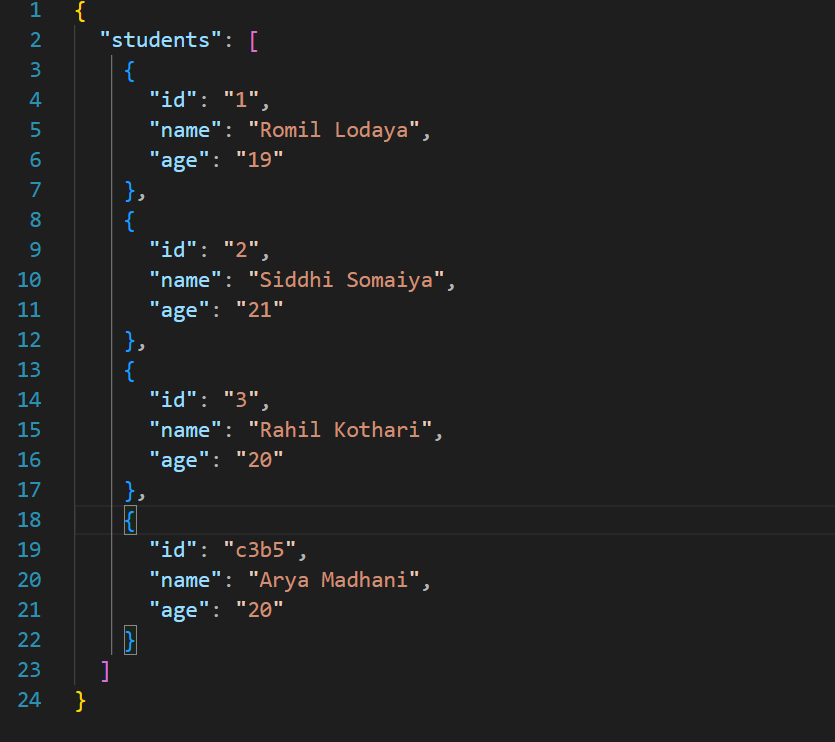 1 {
2 "students": [
3 {
4 "id": "1",
5 "name": "Romil Lodaya",
6 "age": "19"
7 },
8 {
9 "id": "2",
10 "name": "Siddhi Somaiya",
11 "age": "21"
12 },
13 {
14 "id": "3",
15 "name": "Rahil Kothari",
16 "age": "20"
17 },
18 {
19 "id": "c3b5",
20 "name": "Arya Madhani",
21 "age": "20"
22 }
23 ]
24 }